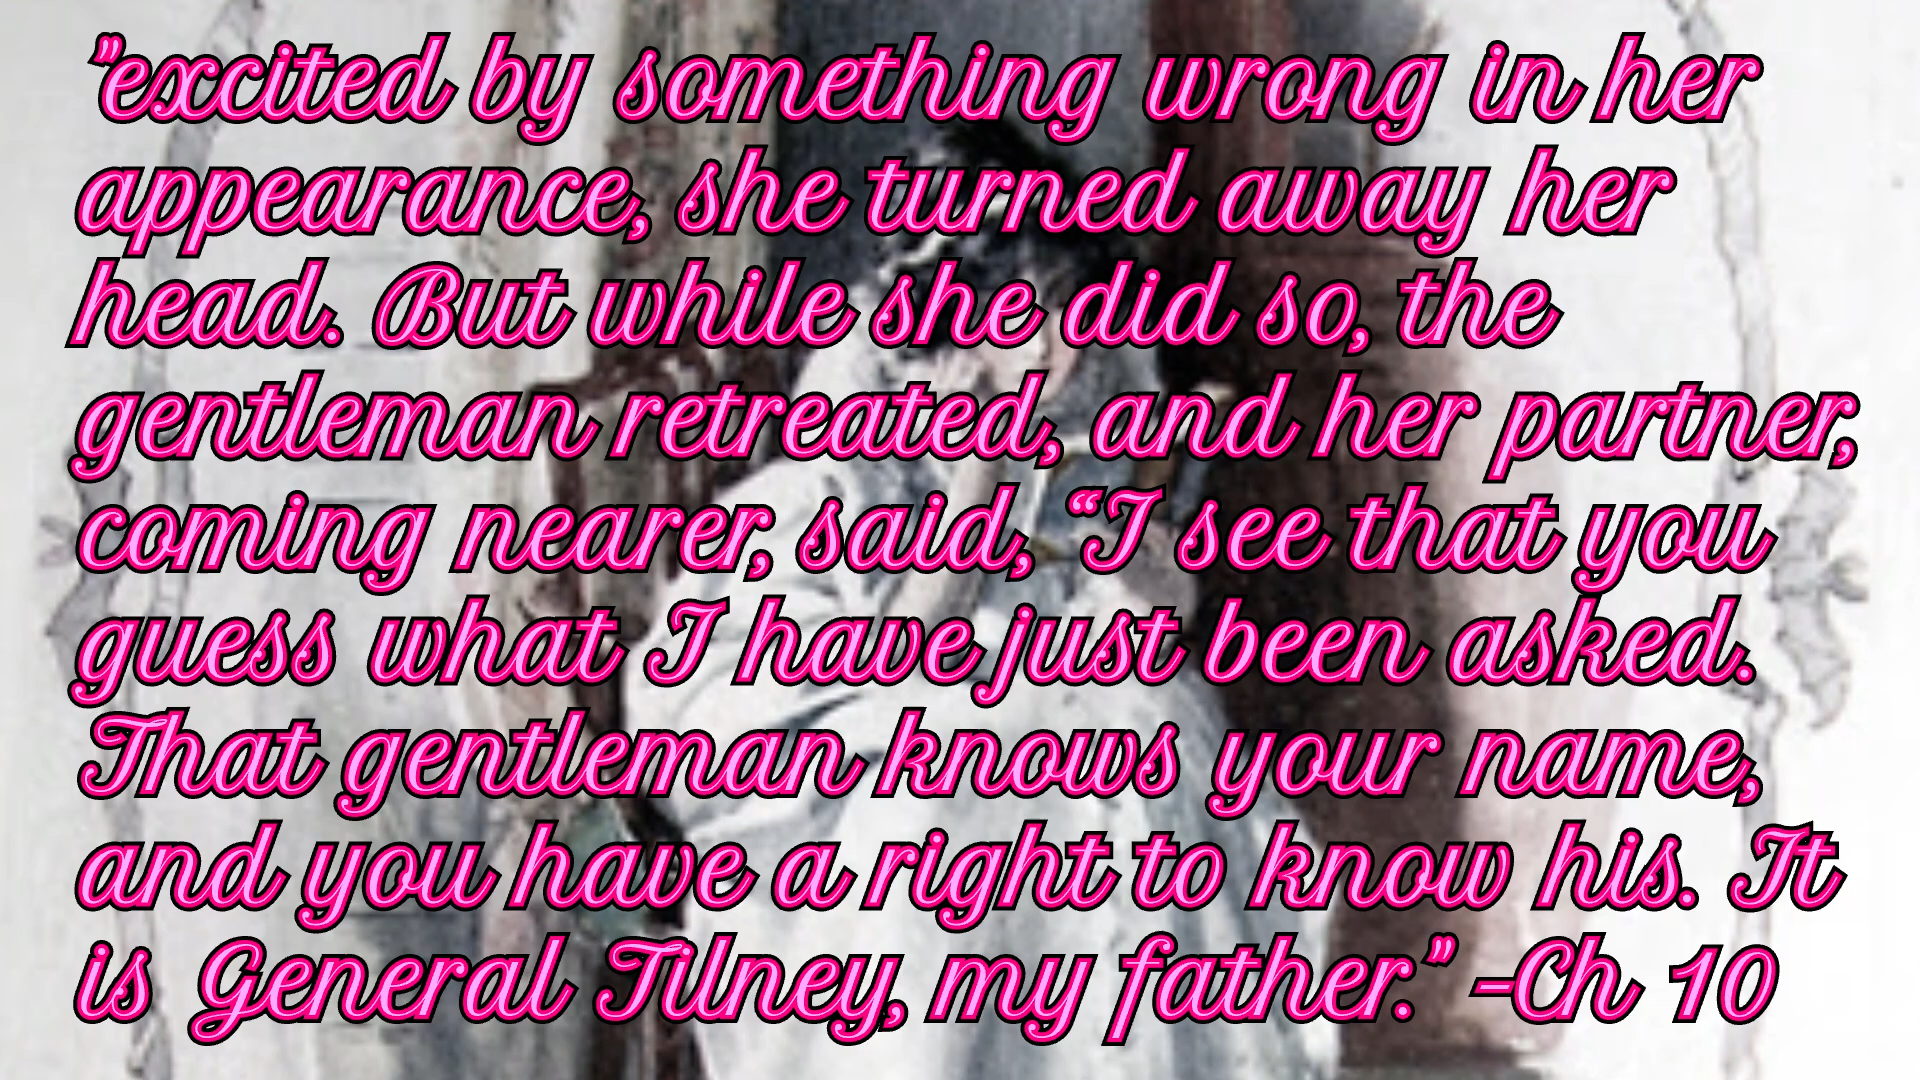 "excited by something wrong in her
appearance, she turned away her
head. But while she did so, the
gentleman retreated, and her partner,
coming nearer, said, “I see that you
guess what I have just been asked.
That gentleman knows your name,
and you have a right to know his. It
is General Tilney, my father.” -Ch 10